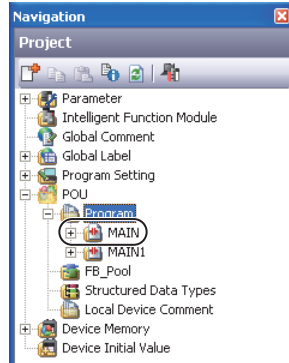 Navigation
Project
Parameter
Intelligent Function Module
Global Comment
Global Label
Program Setting
POU
Program
MAIN
MAIN1
FB_Pool
Structured Data Types
Local Device Comment
Device Memory
Device Initial Value